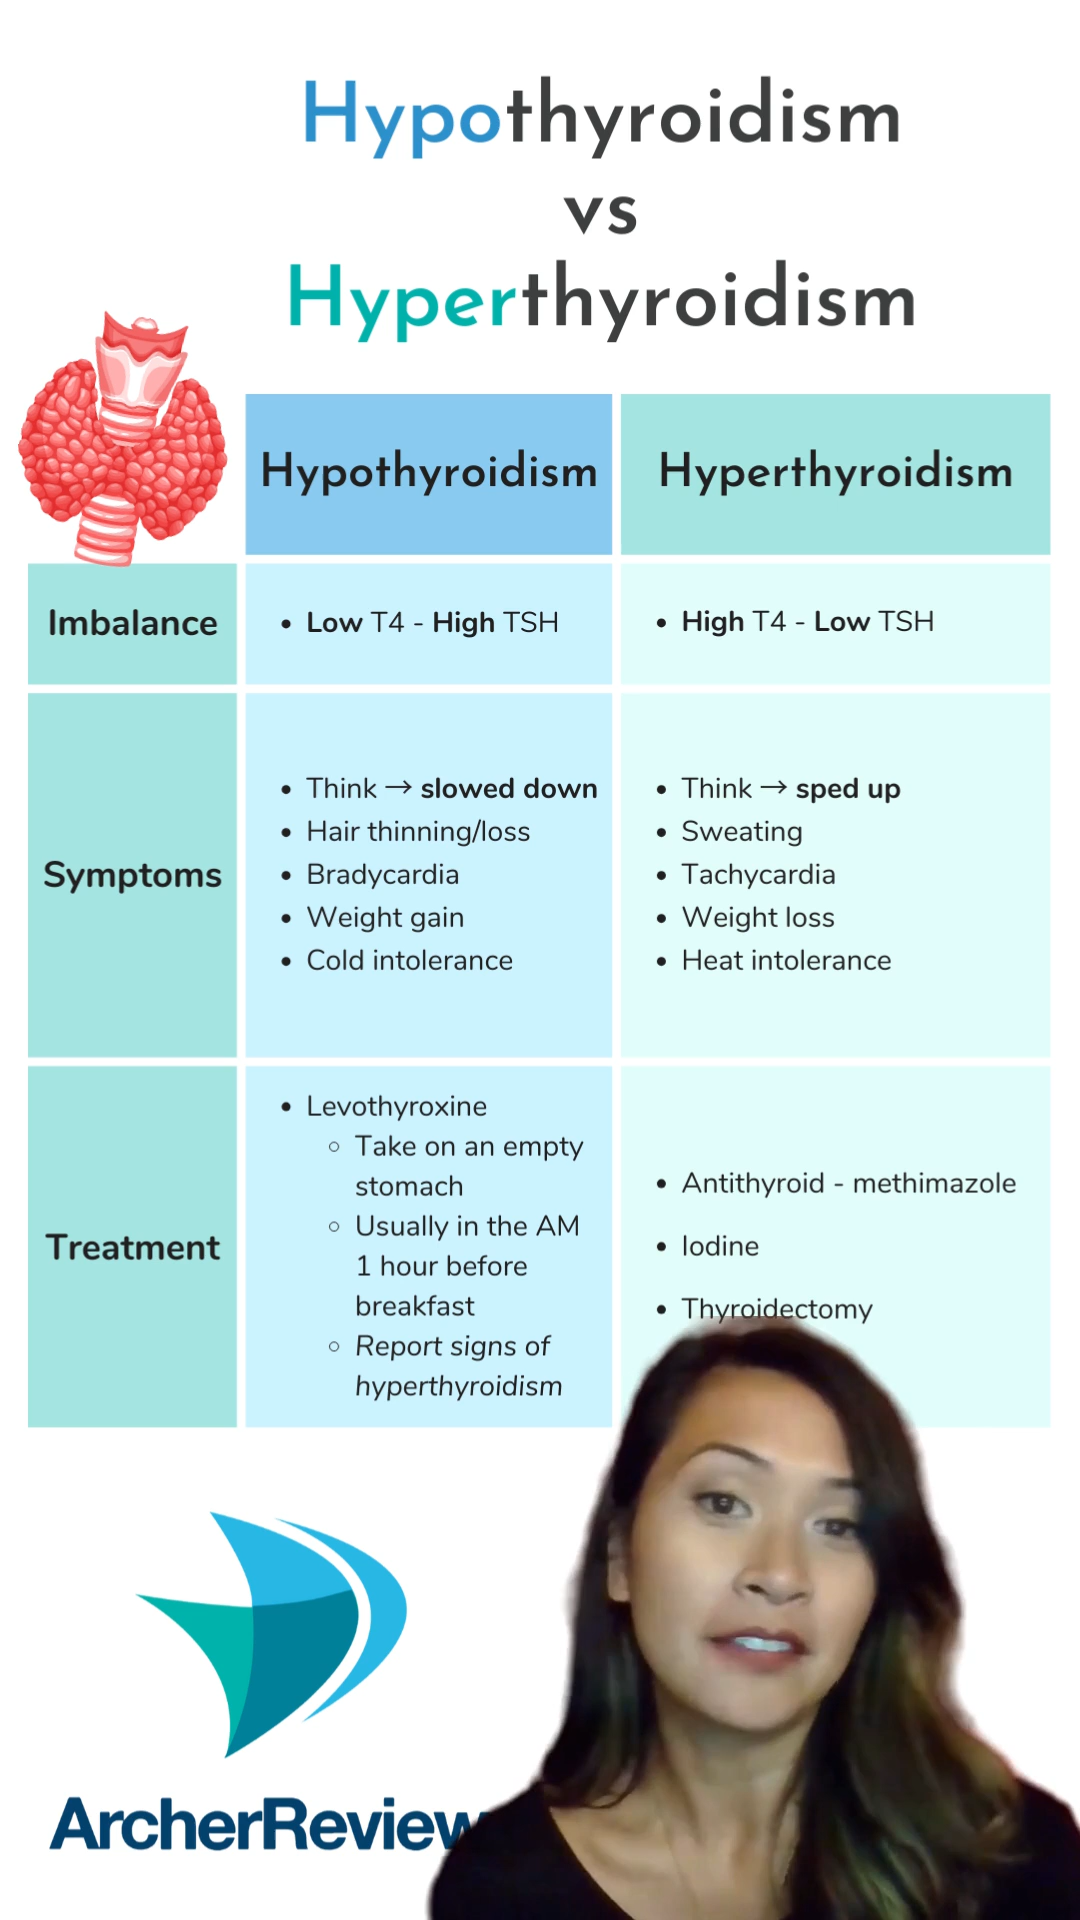 Hypothyroidism
vs
Hyperthyroidism
Hypothyroidism
Hyperthyroidism
Imbalance
• Low T4 - High TSH
• High T4 - Low TSH
Symptoms
• Think → slowed down
• Hair thinning/loss
• Bradycardia
• Weight gain
• Cold intolerance
• Think → sped up
• Sweating
• Tachycardia
• Weight loss
• Heat intolerance
Treatment
• Levothyroxine
◦ Take on an empty
stomach
◦ Usually in the AM
1 hour before
breakfast
◦ Report signs of
hyperthyroidism
• Antithyroid - methimazole
• Iodine
• Thyroidectomy
ArcherReview